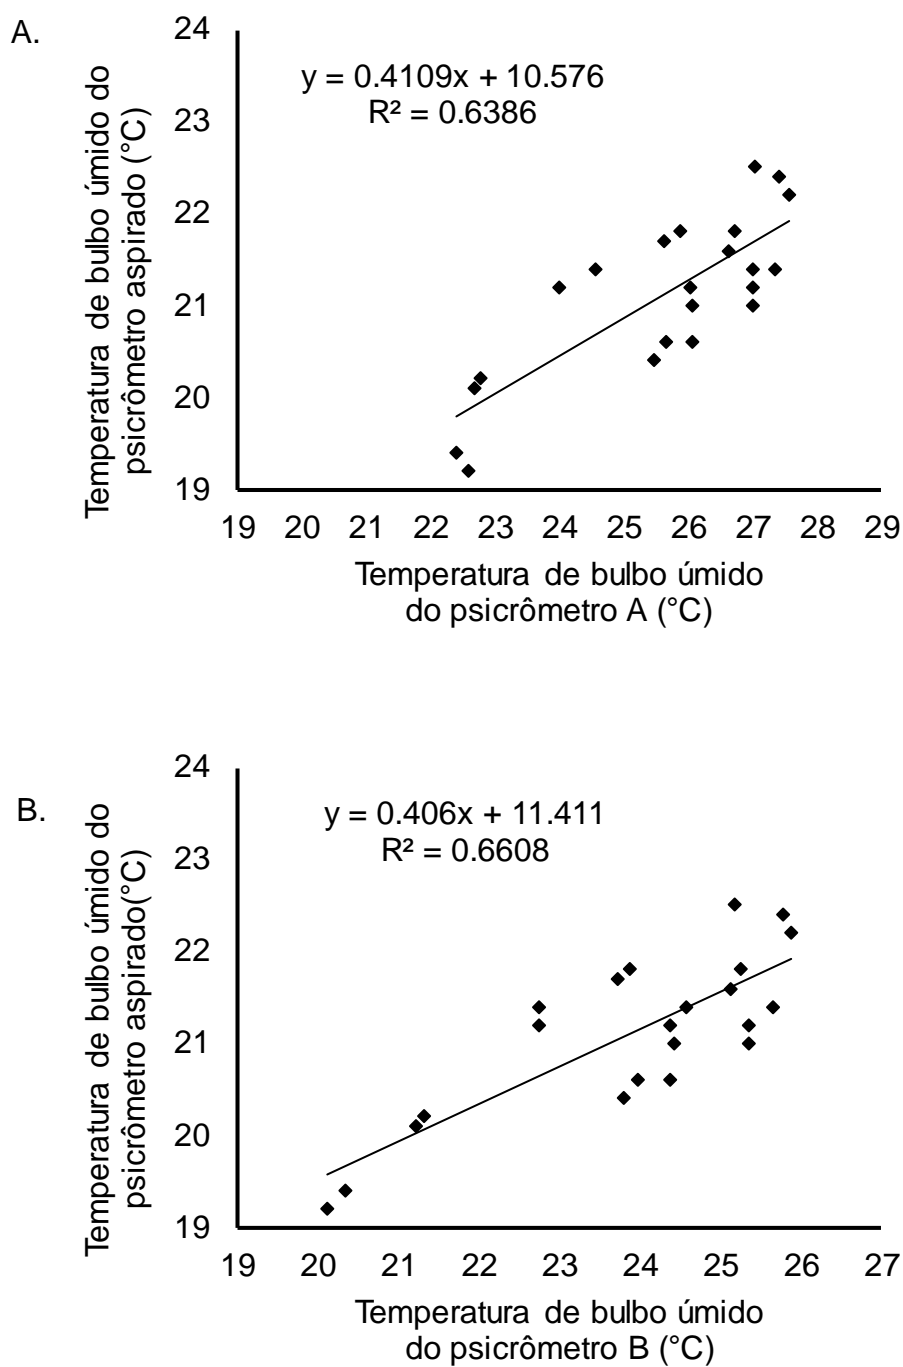 A.
Temperatura de bulbo úmido do
psicrômetro aspirado (°C)
24
23
22
21
20
19
y = 0.4109x + 10.576
R² = 0.6386
19 20 21 22 23 24 25 26 27 28 29
Temperatura de bulbo úmido
do psicrômetro A (°C)
B.
Temperatura de bulbo úmido do
psicrômetro aspirado(°C)
24
23
22
21
20
19
y = 0.406x + 11.411
R² = 0.6608
19 20 21 22 23 24 25 26 27
Temperatura de bulbo úmido
do psicrômetro B (°C)